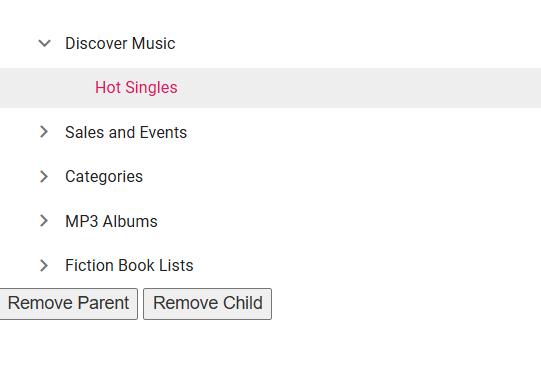 Discover Music
Hot Singles
Sales and Events
Categories
MP3 Albums
Fiction Book Lists
Remove Parent Remove Child